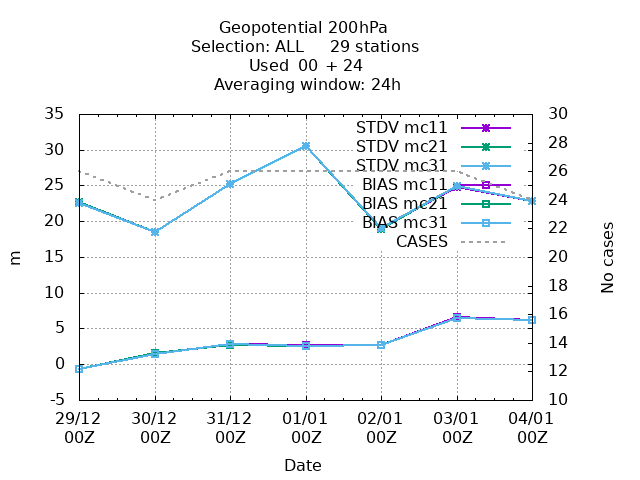 Geopotential 200hPa
Selection: ALL     29 stations
Used  00 + 24
Averaging window: 24h
35
30
25
20
15
10
5
0
-5
m
30
28
26
24
22
20
18
16
14
12
10
No cases
STDV mc11
STDV mc21
STDV mc31
BIAS mc11
BIAS mc21
BIAS mc31
CASES
29/12 30/12 31/12 01/01 02/01 03/01 04/01
00Z 00Z 00Z 00Z 00Z 00Z 00Z
Date